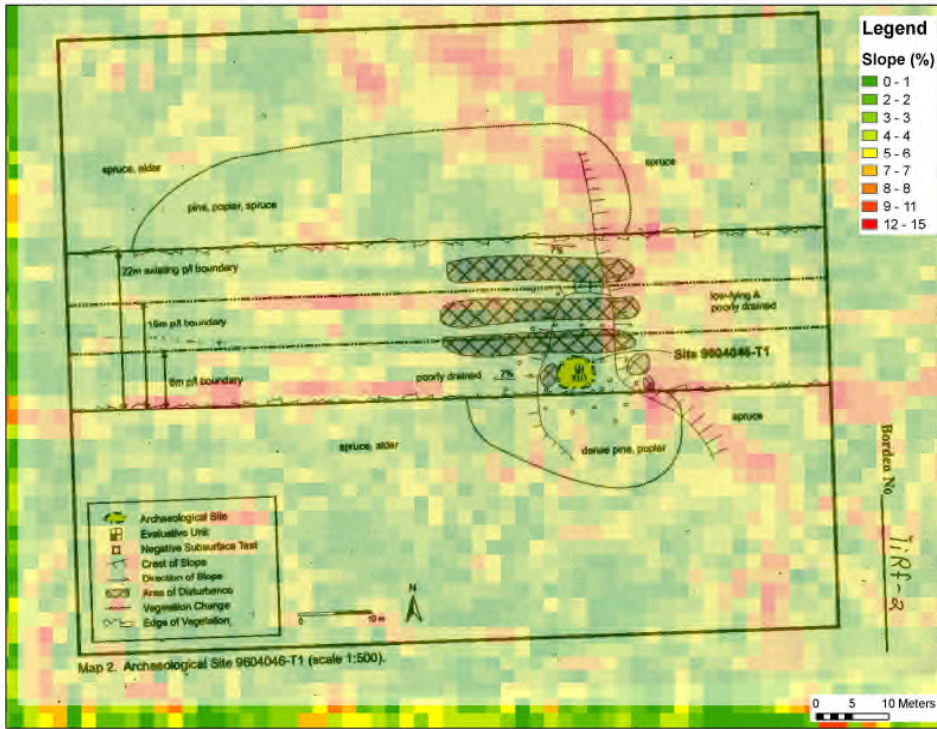 Legend
Slope (%)
0 - 1
2 - 2
3 - 3
4 - 4
5 - 6
7 - 7
8 - 8
9 - 11
12 - 15
spruce, alder
spruce
pine, poplar, spruce
7%
22m existing p/l boundary
low-lying &
poorly drained
15m p/l boundary
Site 9604046-T1
6m p/l boundary
poorly drained
7%
spruce
spruce, alder
dense pine, poplar
Borden No.
Archaeological Site
Evaluative Unit
Negative Subsurface Test
Crest of Slope
Direction of Slope
Area of Disturbance
Vegetation Change
Edge of Vegetation
N
0 10 m
Map 2. Archaeological Site 9604046-T1 (scale 1:500).
0 5 10 Meters